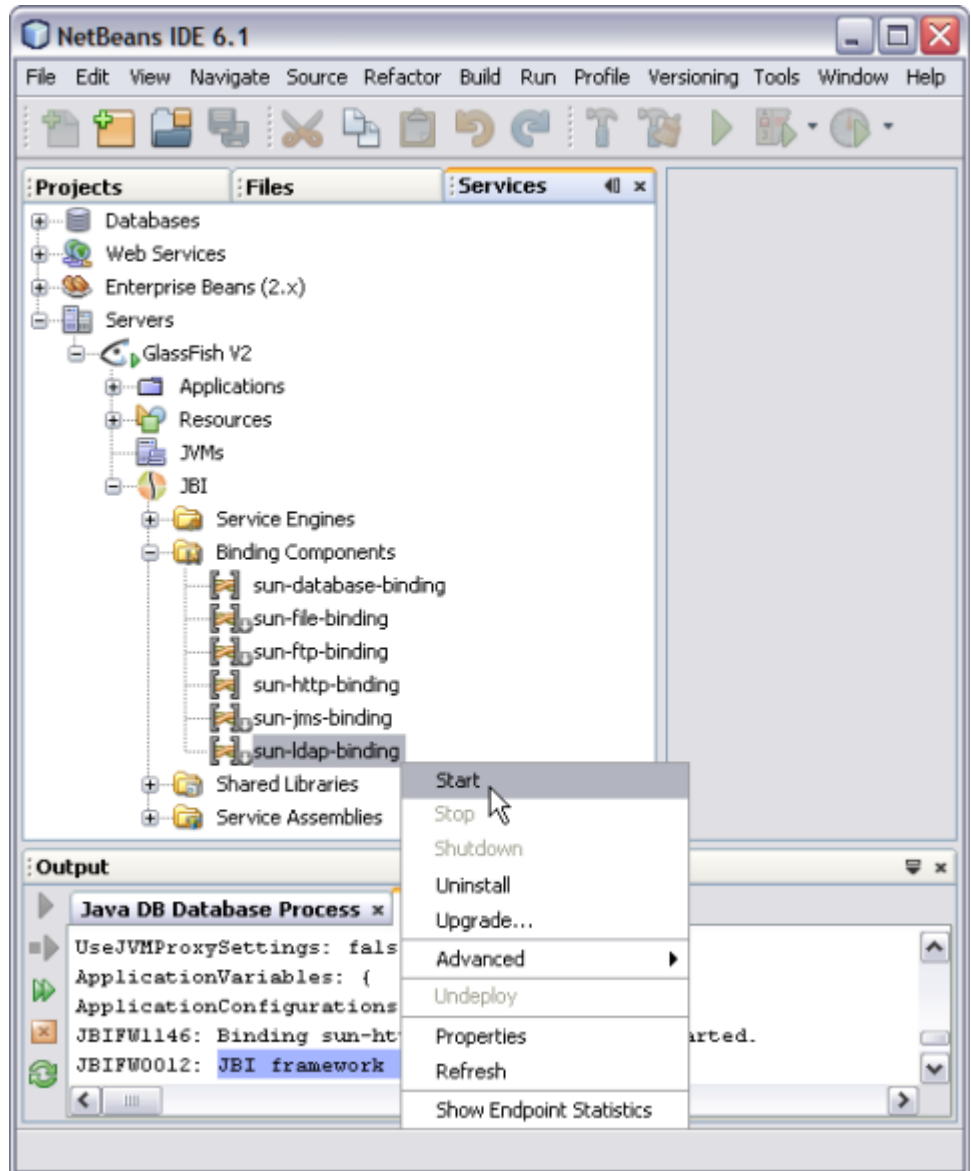 NetBeans IDE 6.1
File Edit View Navigate Source Refactor Build Run Profile Versioning Tools Window Help
Projects Files Services
Databases
Web Services
Enterprise Beans (2.x)
Servers
GlassFish V2
Applications
Resources
JVMs
JBI
Service Engines
Binding Components
sun-database-binding
sun-file-binding
sun-ftp-binding
sun-http-binding
sun-jms-binding
sun-ldap-binding
Shared Libraries
Service Assemblies
Start
Stop
Shutdown
Uninstall
Upgrade...
Advanced
Undeploy
Properties
Refresh
Show Endpoint Statistics
Output
Java DB Database Process
UseJVMProxySettings: fals
ApplicationVariables: {
ApplicationConfigurations
JBIFW1146: Binding sun-ht arted.
JBIFW0012: JBI framework